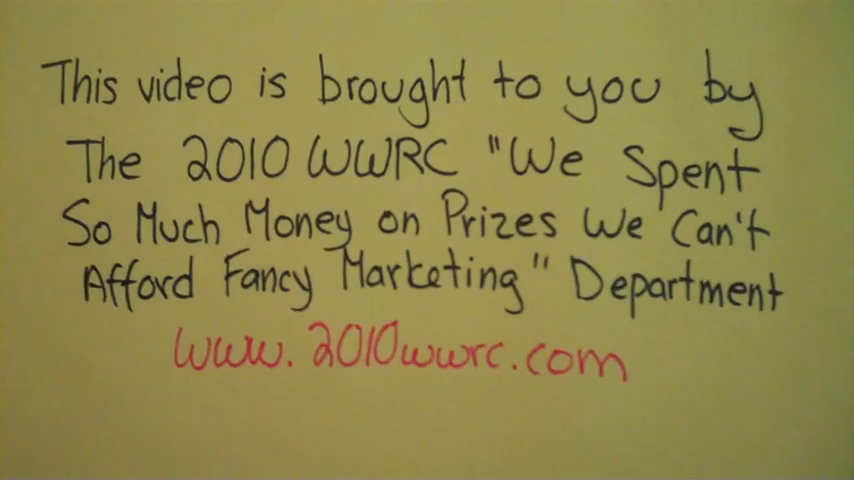 This video is brought to you by
The 2010 WWRC "We Spent
So Much Money on Prizes We Can't
Afford Fancy Marketing" Department
www.2010wwrc.com